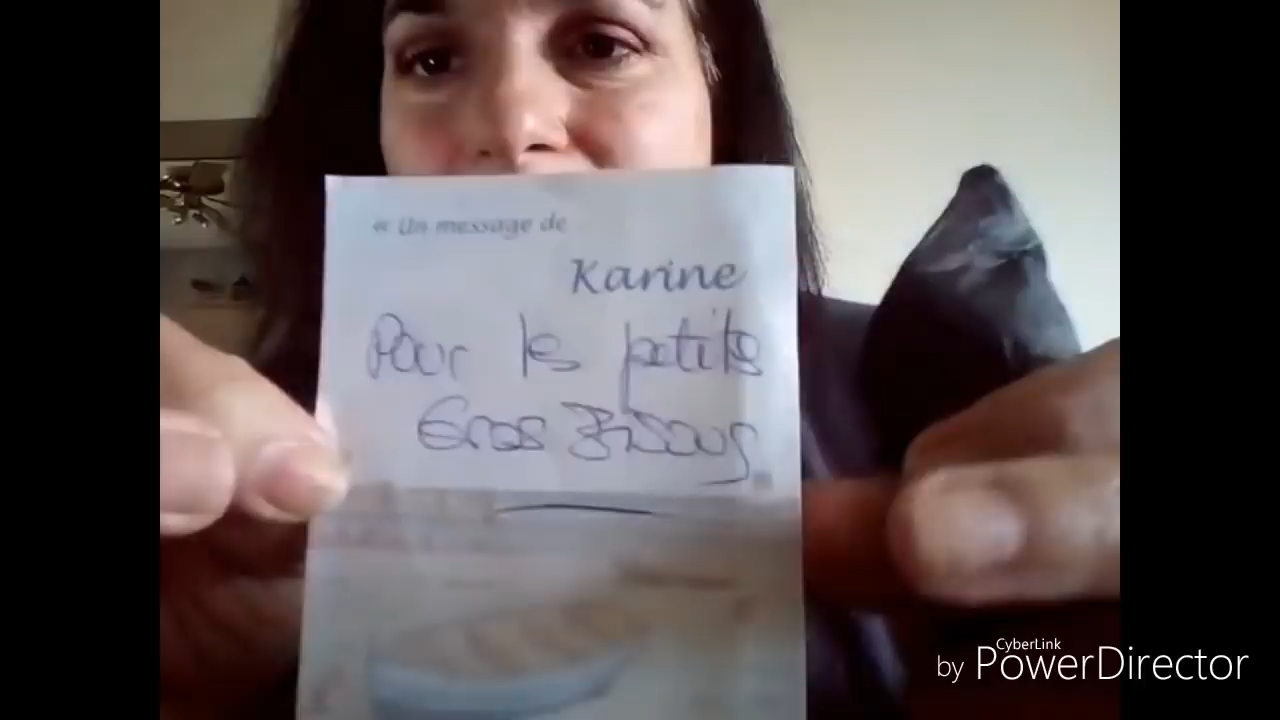 « Un message de ..
Karine
Pour les petits
Gros Bisous
CyberLink
by PowerDirector